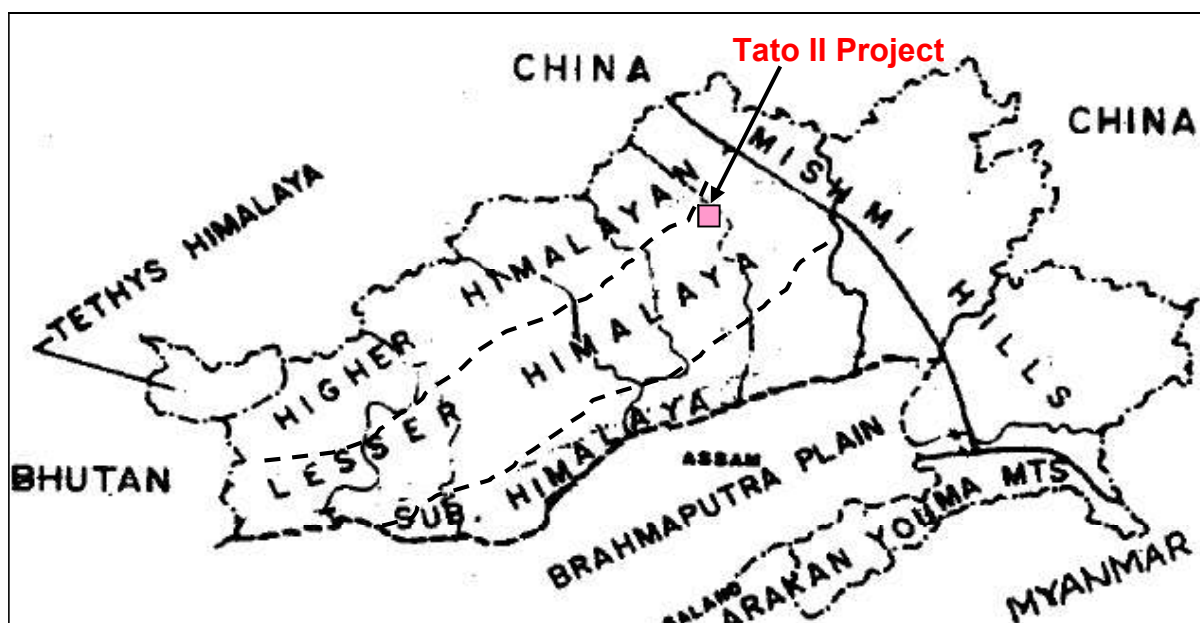 Tato II Project
CHINA
CHINA
MISHMI HILLS
TETHYS HIMALAYA
HIGHER HIMALAYAN
LESSER HIMALAYA
SUB. HIMALAYA
BHUTAN
ASSAM
BRAHMAPUTRA PLAIN
ARAKAN YOUMA MTS
MYANMAR